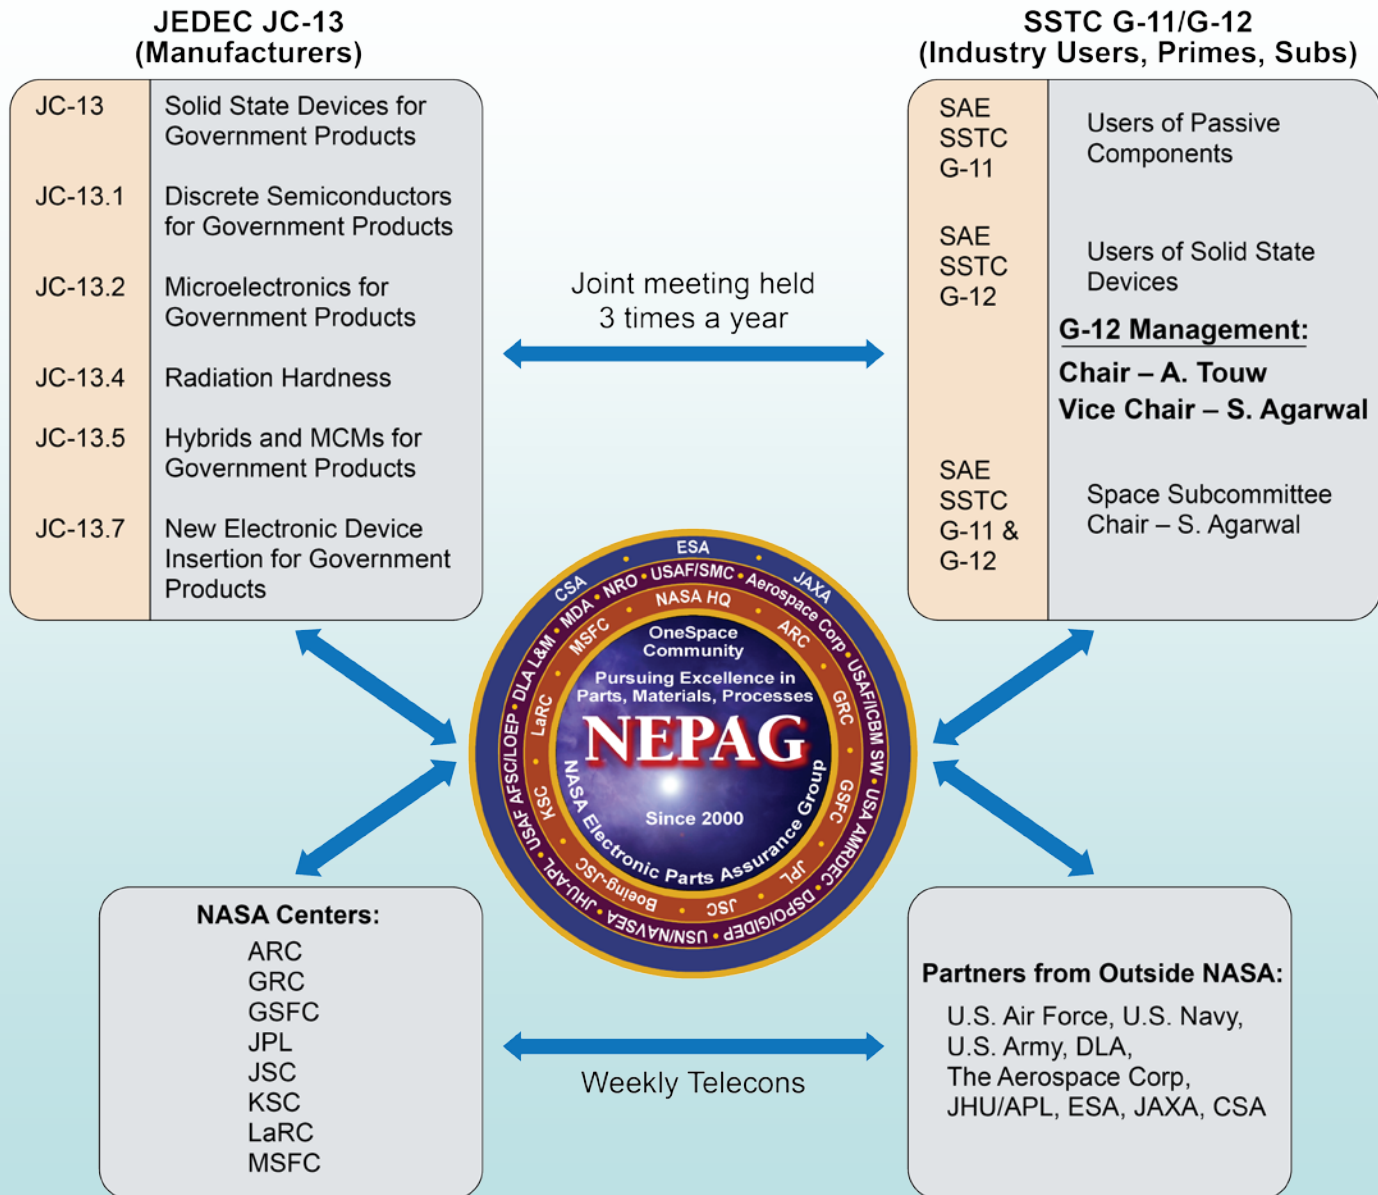 JEDEC JC-13
(Manufacturers)
JC-13 Solid State Devices for
Government Products
JC-13.1 Discrete Semiconductors
for Government Products
JC-13.2 Microelectronics for
Government Products
JC-13.4 Radiation Hardness
JC-13.5 Hybrids and MCMs for
Government Products
JC-13.7 New Electronic Device
Insertion for Government
Products
Joint meeting held
3 times a year
SSTC G-11/G-12
(Industry Users, Primes, Subs)
SAE
SSTC
G-11
Users of Passive
Components
SAE
SSTC
G-12
Users of Solid State
Devices
G-12 Management:
Chair – A. Touw
Vice Chair – S. Agarwal
SAE
SSTC
G-11 &
G-12
Space Subcommittee
Chair – S. Agarwal
CSA • ESA • JAXA
USAF AFSC/LOEP • DLA L&M • MDA • NRO • USAF/SMC • Aerospace Corp • USAF/ICBM SW • USA AMRDEC • DSPO/GIDEP • USN/NAVSEA • JHU-APL •
NASA HQ • ARC • GRC • GSFC • JPL • JSC • Boeing-JSC • KSC • LaRC • MSFC •
OneSpace
Community
Pursuing Excellence in
Parts, Materials, Processes
NEPAG
Since 2000
NASA Electronic Parts Assurance Group
NASA Centers:
ARC
GRC
GSFC
JPL
JSC
KSC
LaRC
MSFC
Weekly Telecons
Partners from Outside NASA:
U.S. Air Force, U.S. Navy,
U.S. Army, DLA,
The Aerospace Corp,
JHU/APL, ESA, JAXA, CSA